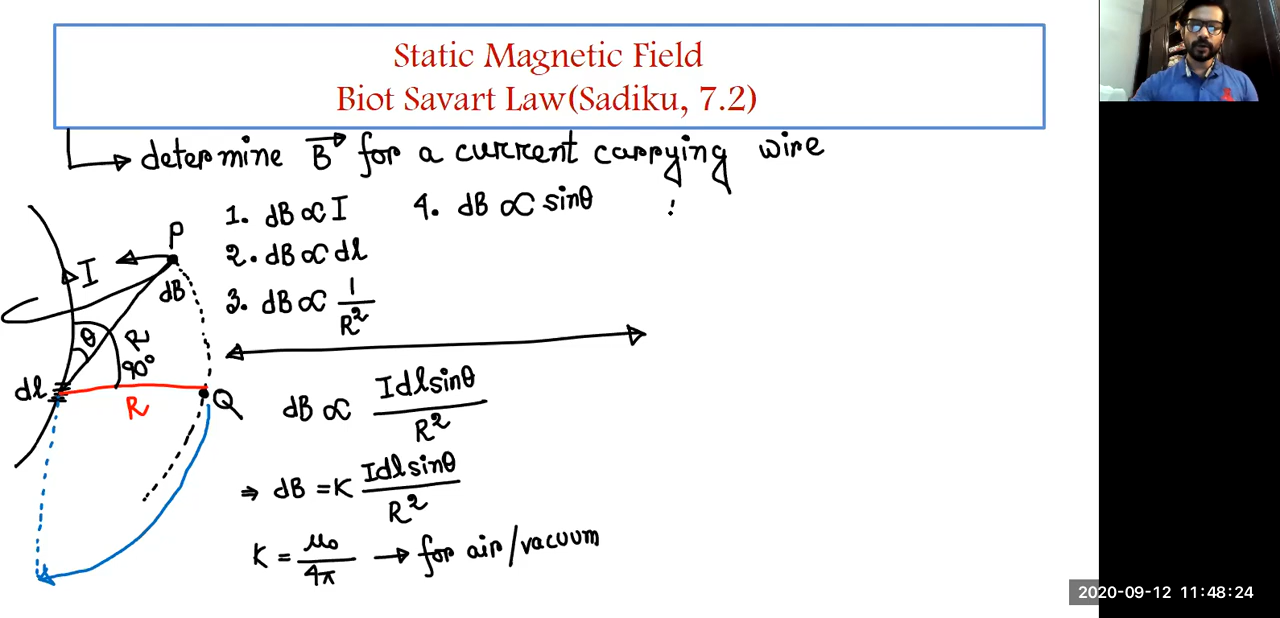 Static Magnetic Field
Biot Savart Law(Sadiku, 7.2)
determine B for a current carrying wire
1. dB ∝ I
4. dB ∝ sinθ
2. dB ∝ dl
3. dB ∝ 1/R²
P
I
dB
θ
R
90°
dl
R
Q
dB ∝ Idlsinθ/R²
⇒ dB = K Idlsinθ/R²
K = μ₀/4π → for air/vacuum
2020-09-12 11:48:24